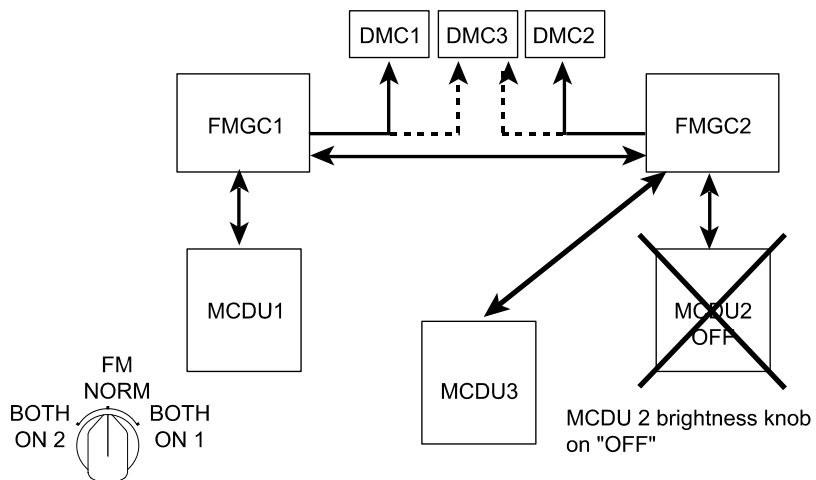 DMC1
DMC3
DMC2
FMGC1
FMGC2
MCDU1
MCDU2
OFF
MCDU3
FM
NORM
BOTH
ON 2
BOTH
ON 1
MCDU 2 brightness knob
on "OFF"